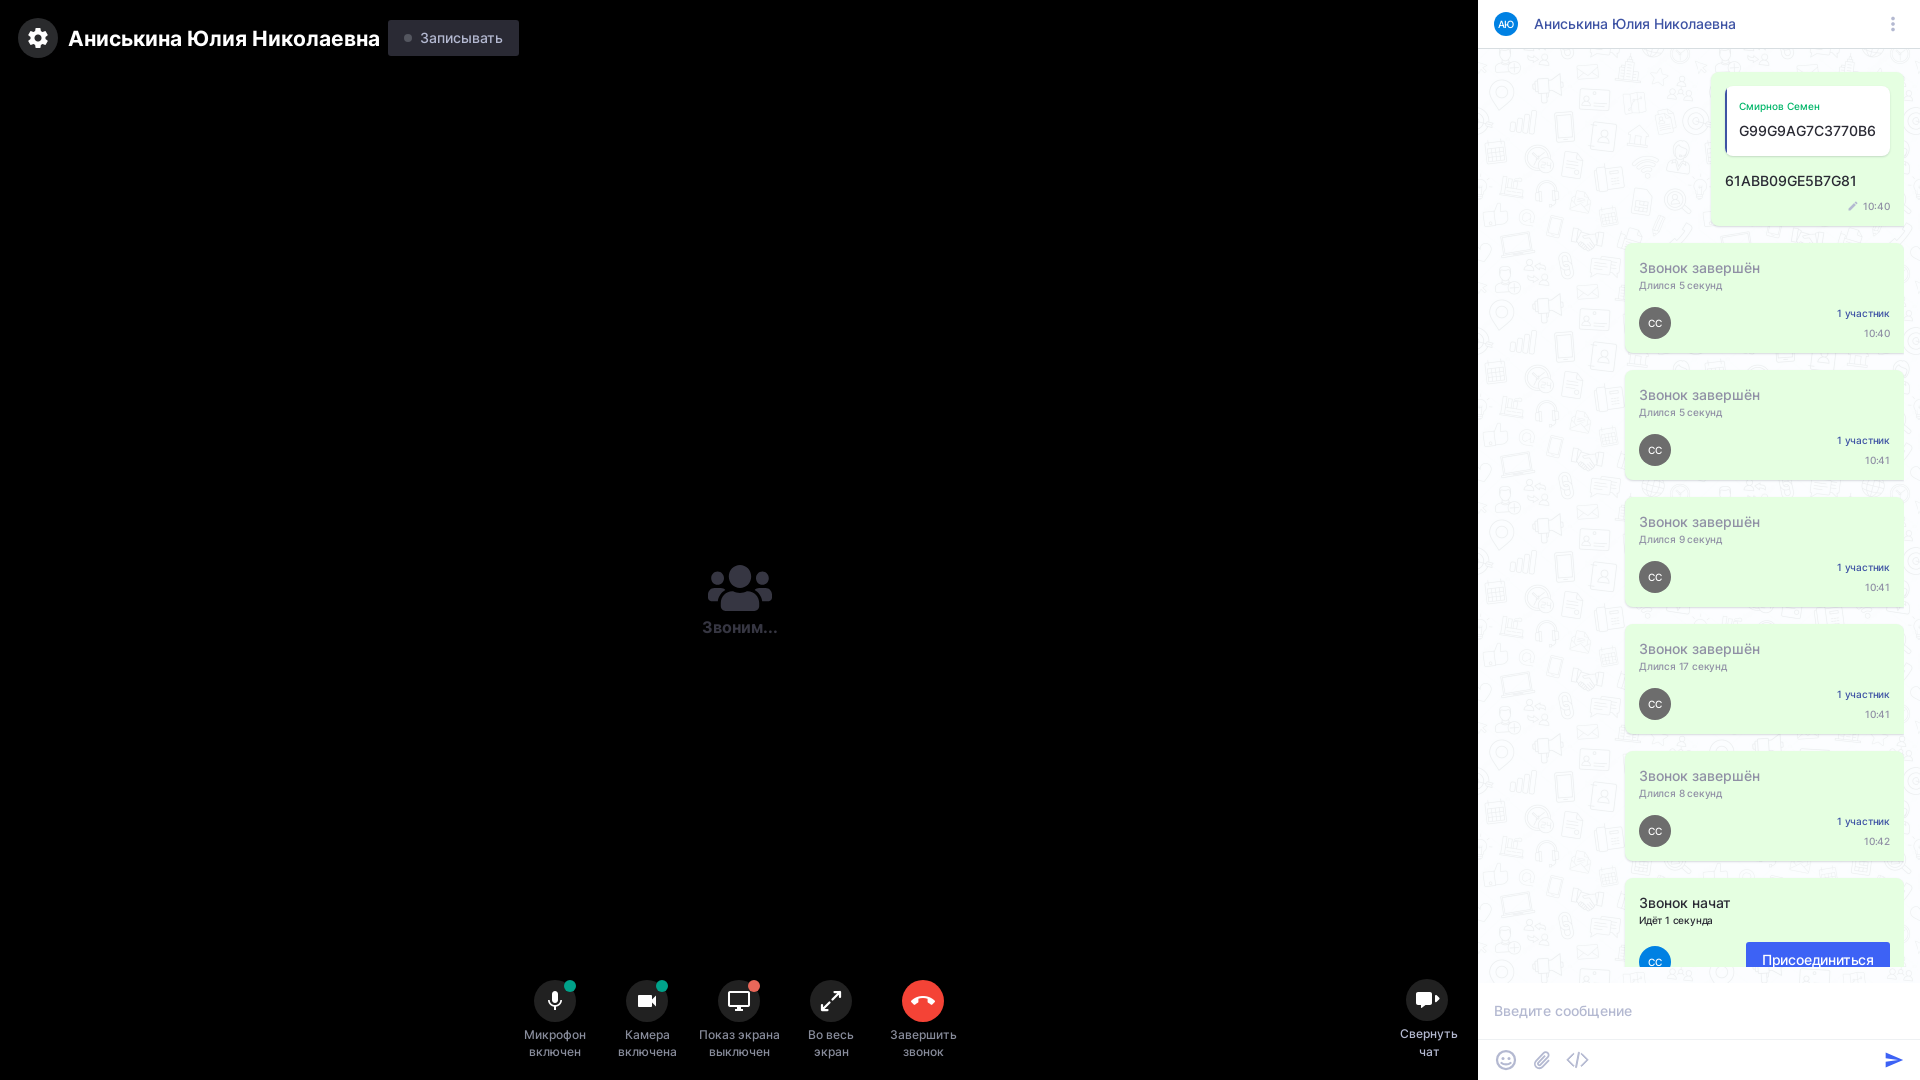 Аниськина Юлия Николаевна
Записывать
Звоним...
Микрофон
включен
Камера
включена
Показ экрана
выключен
Во весь
экран
Завершить
звонок
Свернуть
чат
АЮ
Аниськина Юлия Николаевна
Смирнов Семен
G99G9AG7C3770B6
61ABB09GE5B7G81
10:40
Звонок завершён
Длился 5 секунд
СС
1 участник
10:40
Звонок завершён
Длился 5 секунд
СС
1 участник
10:41
Звонок завершён
Длился 9 секунд
СС
1 участник
10:41
Звонок завершён
Длился 17 секунд
СС
1 участник
10:41
Звонок завершён
Длился 8 секунд
СС
1 участник
10:42
Звонок начат
Идёт 1 секунда
СС
Присоединиться
Введите сообщение